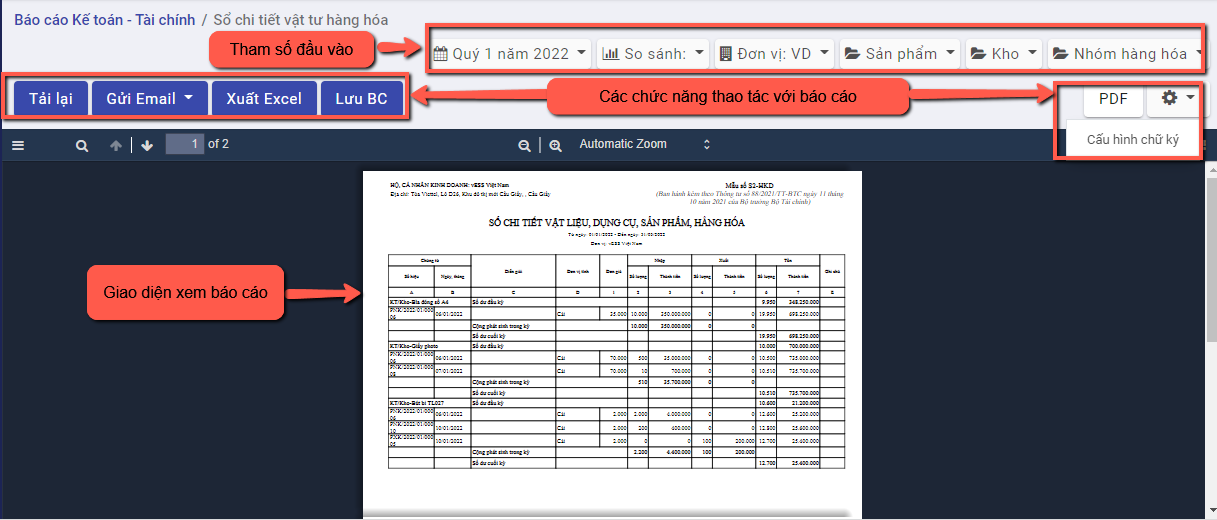 Báo cáo Kế toán - Tài chính / Sổ chi tiết vật tư hàng hóa
Tham số đầu vào
Quý 1 năm 2022 So sánh: Đơn vị: VD Sản phẩm Kho Nhóm hàng hóa
Tải lại Gửi Email Xuất Excel Lưu BC
Các chức năng thao tác với báo cáo
PDF
Cấu hình chữ ký
1 of 2 Automatic Zoom
HỘ, CÁ NHÂN KINH DOANH: vESS Việt Nam
Địa chỉ: Tòa Viettel, Lô D26, Khu đô thị mới Cầu Giấy, , Cầu Giấy
Mẫu số S2-HKD
(Ban hành kèm theo Thông tư số 88/2021/TT-BTC ngày 11 tháng
10 năm 2021 của Bộ trưởng Bộ Tài chính)
SỔ CHI TIẾT VẬT LIỆU, DỤNG CỤ, SẢN PHẨM, HÀNG HÓA
Từ ngày: 01/01/2022 - Đến ngày: 31/03/2022
Đơn vị: vESS Việt Nam
Giao diện xem báo cáo
Chứng từ Diễn giải Đơn vị tính Đơn giá Nhập Xuất Tồn Ghi chú
Số hiệu Ngày, tháng Số lượng Thành tiền Số lượng Thành tiền Số lượng Thành tiền
A B C D 1 2 3 4 5 6 7 8
KT/Kho-Bìa đóng sổ A4 Số dư đầu kỳ 9.950 348.250.000
PNK/2022/01/000
06 06/01/2022 Cái 35.000 10.000 350.000.000 0 0 19.950 698.250.000
Cộng phát sinh trong kỳ 10.000 350.000.000 0 0
Số dư cuối kỳ 19.950 698.250.000
KT/Kho-Giấy photo Số dư đầu kỳ 10.000 700.000.000
PNK/2022/01/000
06 06/01/2022 Cái 70.000 500 35.000.000 0 0 10.500 735.000.000
PNK/2022/01/000
08 07/01/2022 Cái 70.000 10 700.000 0 0 10.510 735.700.000
Cộng phát sinh trong kỳ 510 35.700.000 0 0
Số dư cuối kỳ 10.510 735.700.000
KT/Kho-Bút bi TL027 Số dư đầu kỳ 10.600 21.200.000
PNK/2022/01/000
06 06/01/2022 Cái 2.000 2.000 4.000.000 0 0 12.600 25.200.000
PNK/2022/01/000
10 10/01/2022 Cái 2.000 200 400.000 0 0 12.800 25.600.000
PXK/2022/01/000
05 10/01/2022 Cái 2.000 0 0 100 200.000 12.700 25.400.000
Cộng phát sinh trong kỳ 2.200 4.400.000 100 200.000
Số dư cuối kỳ 12.700 25.400.000